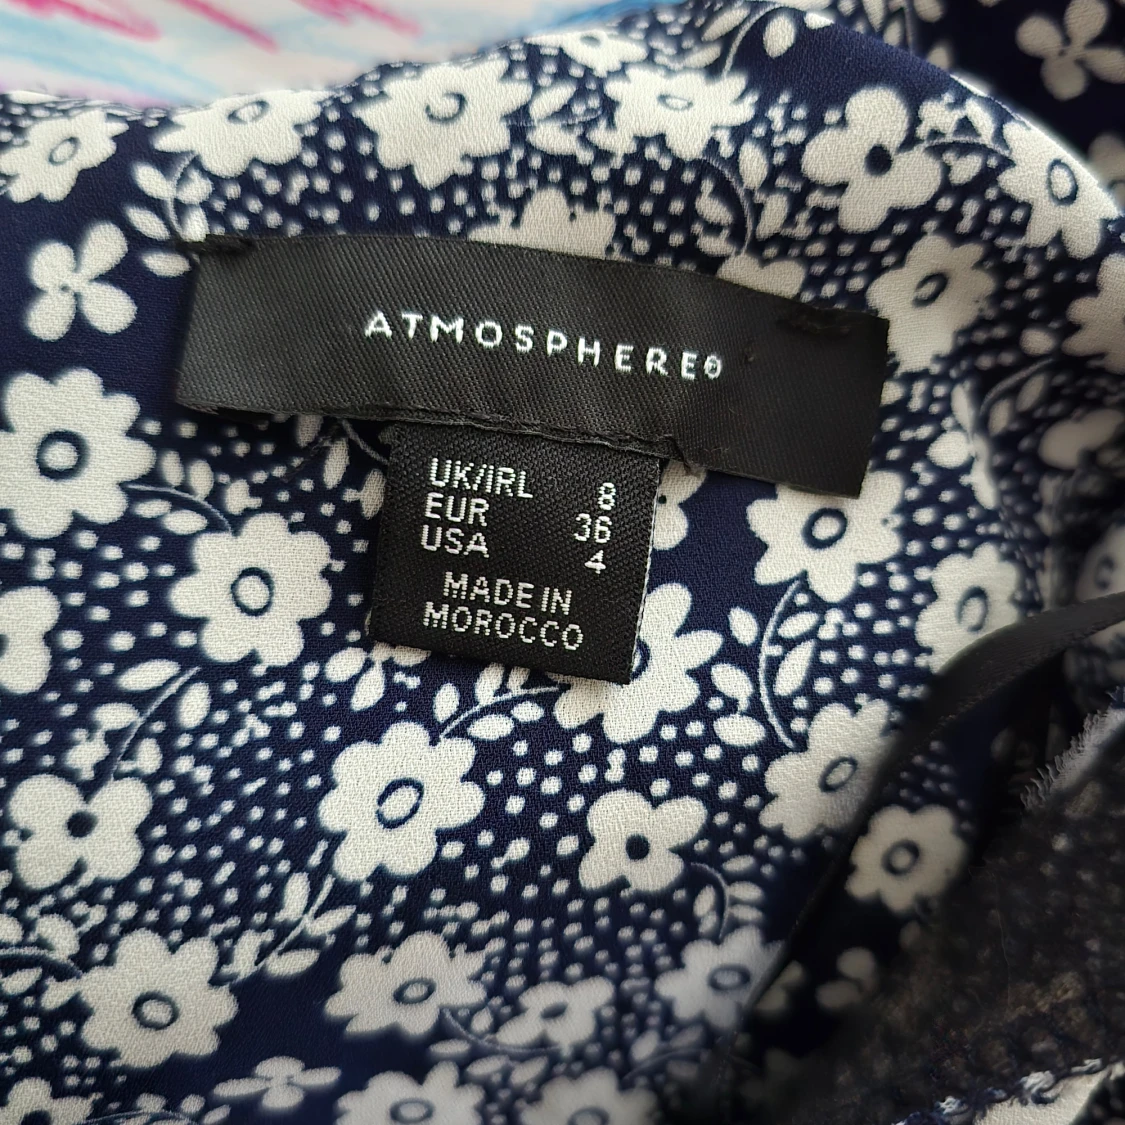 ATMOSPHERE®
UK/IRL 8
EUR 36
USA 4
MADE IN
MOROCCO